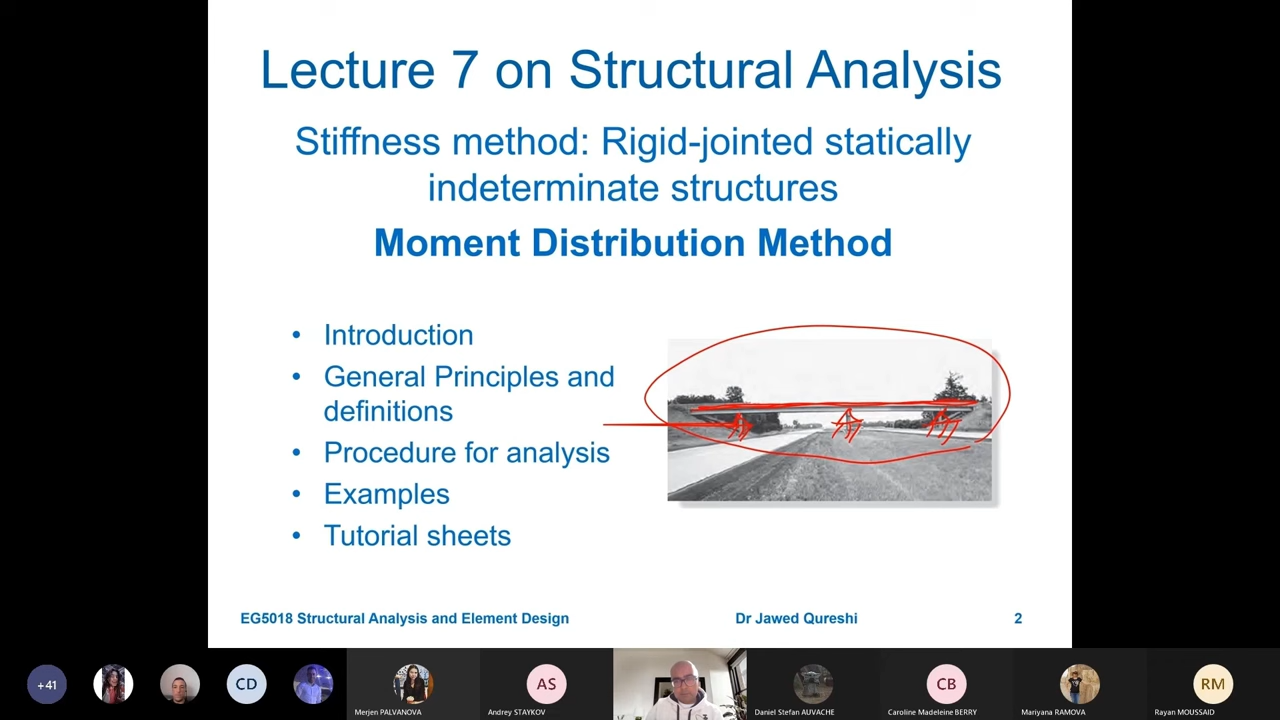 Lecture 7 on Structural Analysis
Stiffness method: Rigid-jointed statically
indeterminate structures
Moment Distribution Method
• Introduction
• General Principles and
definitions
• Procedure for analysis
• Examples
• Tutorial sheets
EG5018 Structural Analysis and Element Design Dr Jawed Qureshi 2
+41 CD AS CB RM
Merjen PALVANOVA Andrey STAYKOV Daniel Stefan AUVACHE Caroline Madeleine BERRY Mariyana RAMOVA Rayan MOUSSAID